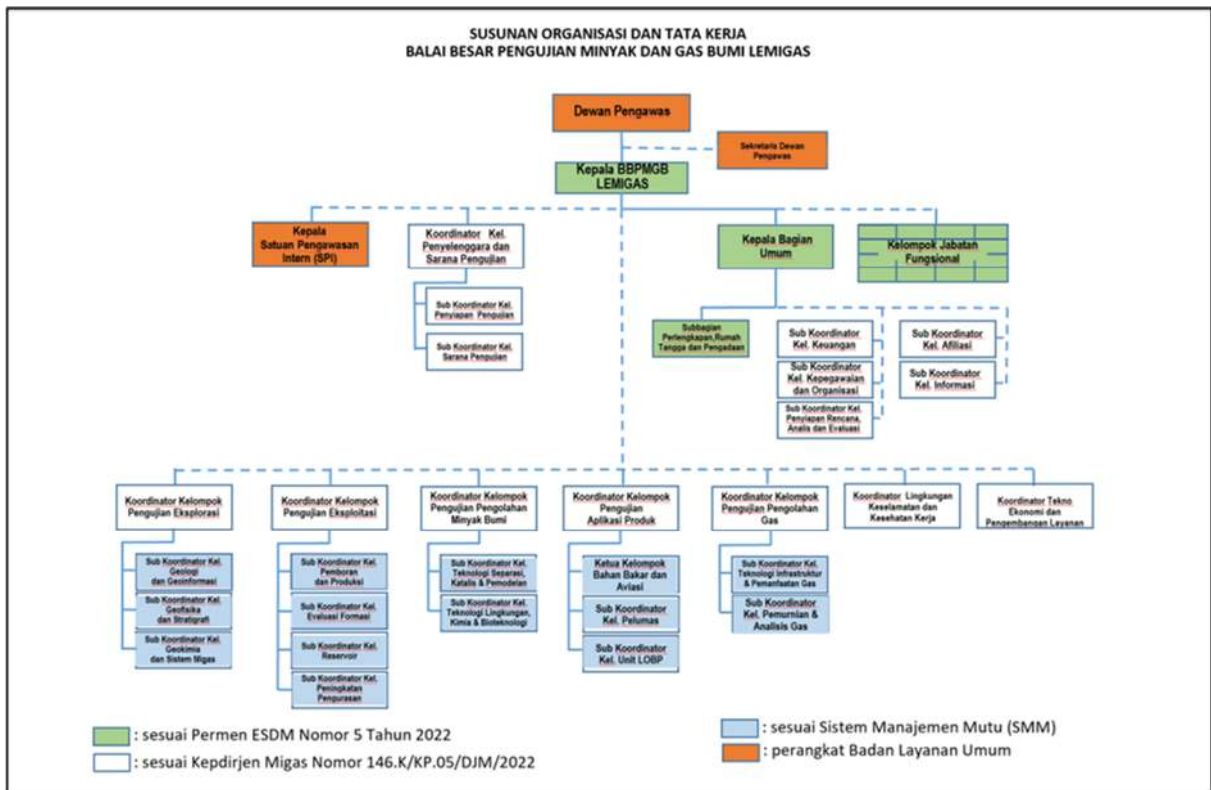 SUSUNAN ORGANISASI DAN TATA KERJA
BALAI BESAR PENGUJIAN MINYAK DAN GAS BUMI LEMIGAS
Dewan Pengawas
Sekretaris Dewan
Pengawas
Kepala BBPMGB
LEMIGAS
Kepala
Satuan Pengawasan
Intern (SPI)
Koordinator Kel.
Penyelenggara dan
Sarana Pengujian
Kepala Bagian
Umum
Kelompok Jabatan
Fungsional
Sub Koordinator Kel.
Penyiapan Pengujian
Sub Koordinator Kel.
Sarana Pengujian
Subbagian
Perlengkapan,Rumah
Tangga dan Pengadaan
Sub Koordinator
Kel. Keuangan
Sub Koordinator
Kel. Kepegawaian
dan Organisasi
Sub Koordinator Kel.
Penyiapan Rencana,
Analis dan Evaluasi
Sub Koordinator
Kel. Afiliasi
Sub Koordinator
Kel. Informasi
Koordinator Kelompok
Pengujian Eksplorasi
Koordinator Kelompok
Pengujian Eksploitasi
Koordinator Kelompok
Pengujian Pengolahan
Minyak Bumi
Koordinator Kelompok
Pengujian
Aplikasi Produk
Koordinator Kelompok
Pengujian Pengolahan
Gas
Koordinator Lingkungan
Keselamatan dan
Kesehatan Kerja
Koordinator Tekno
Ekonomi dan
Pengembangan Layanan
Sub Koordinator Kel.
Geologi
dan Geoinformasi
Sub Koordinator Kel.
Geofisika
dan Stratigrafi
Sub Koordinator Kel.
Geokimia
dan Sistem Migas
Sub Koordinator Kel.
Pemboran
dan Produksi
Sub Koordinator Kel.
Evaluasi Formasi
Sub Koordinator Kel.
Reservoir
Sub Koordinator Kel.
Peningkatan
Pengurasan
Sub Koordinator Kel.
Teknologi Separasi,
Katalis & Pemodelan
Sub Koordinator Kel.
Teknologi Lingkungan,
Kimia & Bioteknologi
Ketua Kelompok
Bahan Bakar dan
Aviasi
Sub Koordinator
Kel. Pelumas
Sub Koordinator
Kel. Unit LOBP
Sub Koordinator Kel.
Teknologi Infrastruktur
& Pemanfaatan Gas
Sub Koordinator
Kel, Pemurnian &
Analisis Gas
: sesuai Permen ESDM Nomor 5 Tahun 2022
: sesuai Kepdirjen Migas Nomor 146.K/KP.05/DJM/2022
: sesuai Sistem Manajemen Mutu (SMM)
: perangkat Badan Layanan Umum